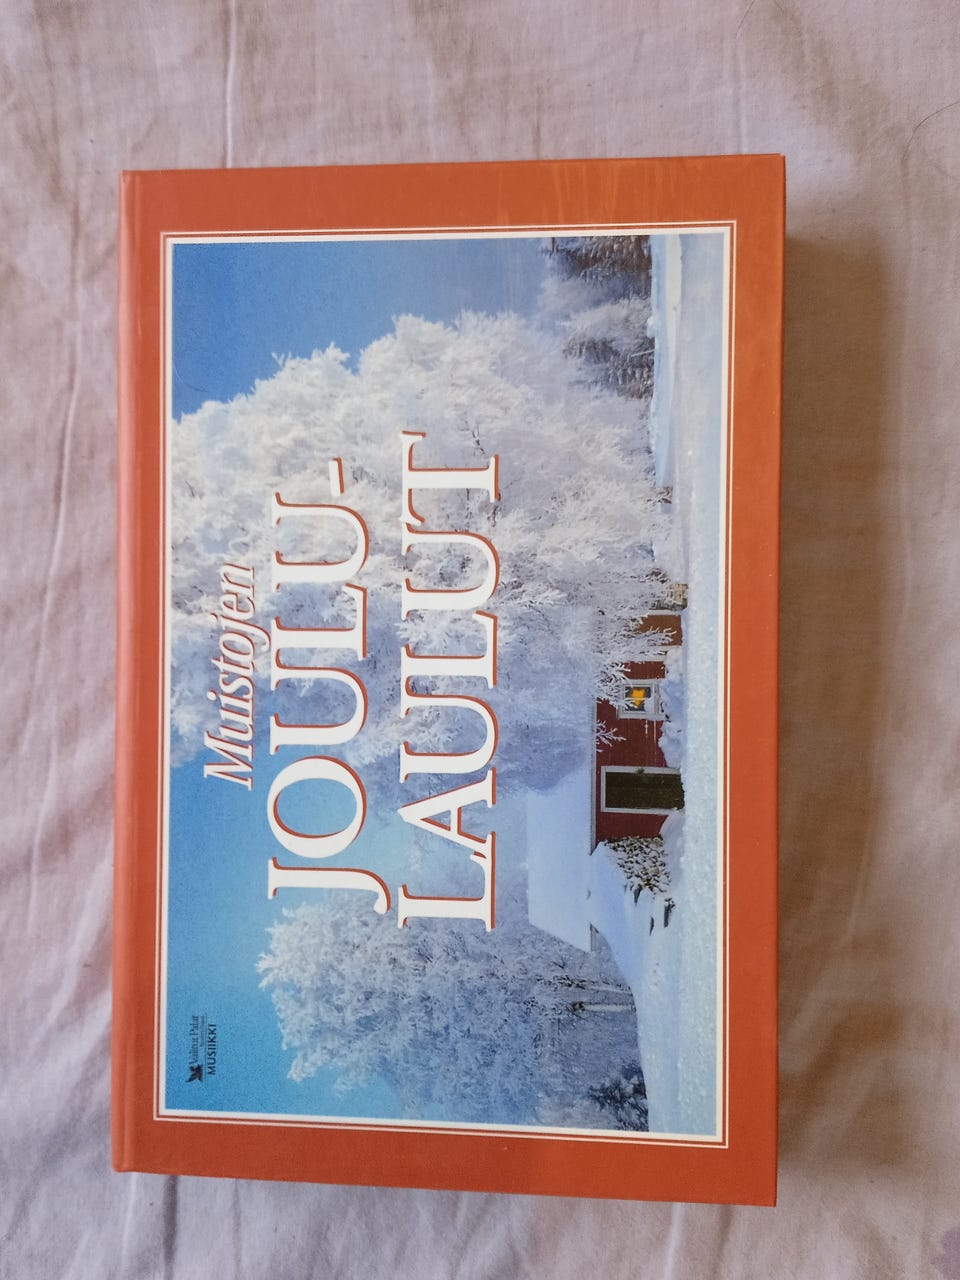 Valitut Palat
MUSIIKKI
Muistojen
JOULU-
LAULUT